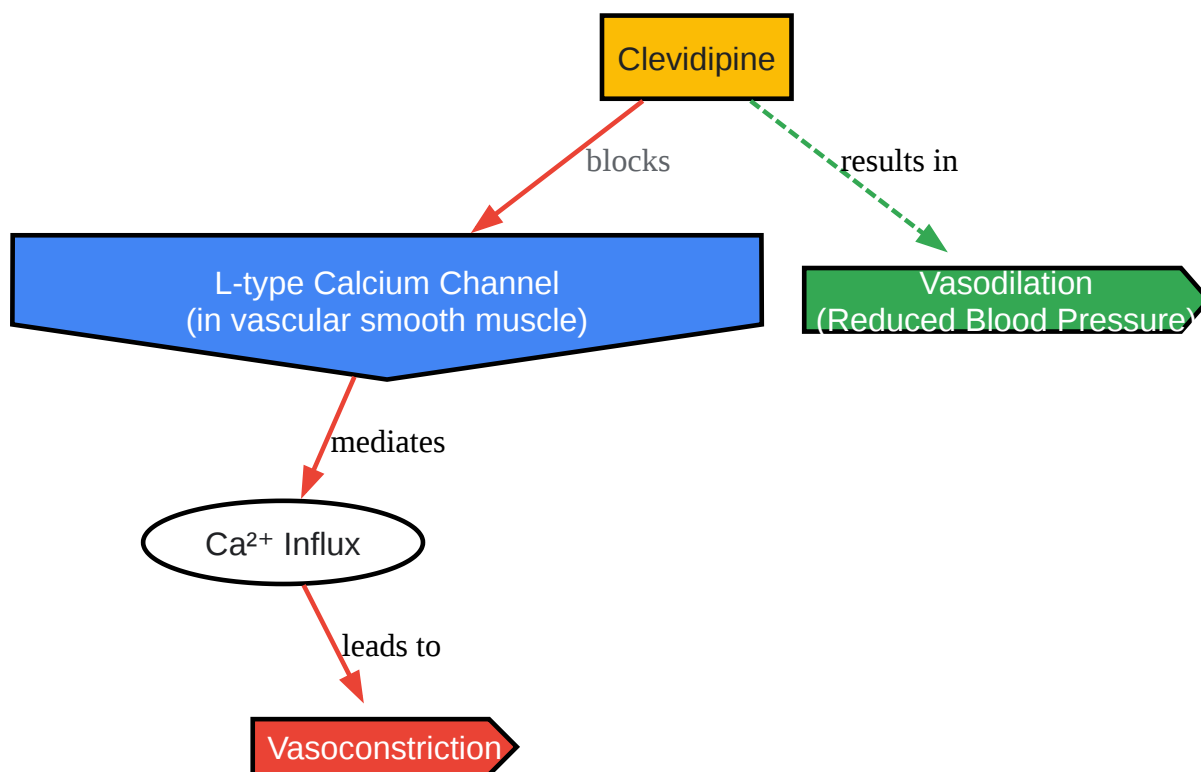 Clevidipine
blocks
results in
L-type Calcium Channel
(in vascular smooth muscle)
Vasodilation
(Reduced Blood Pressure)
mediates
Ca²⁺ Influx
leads to
Vasoconstriction